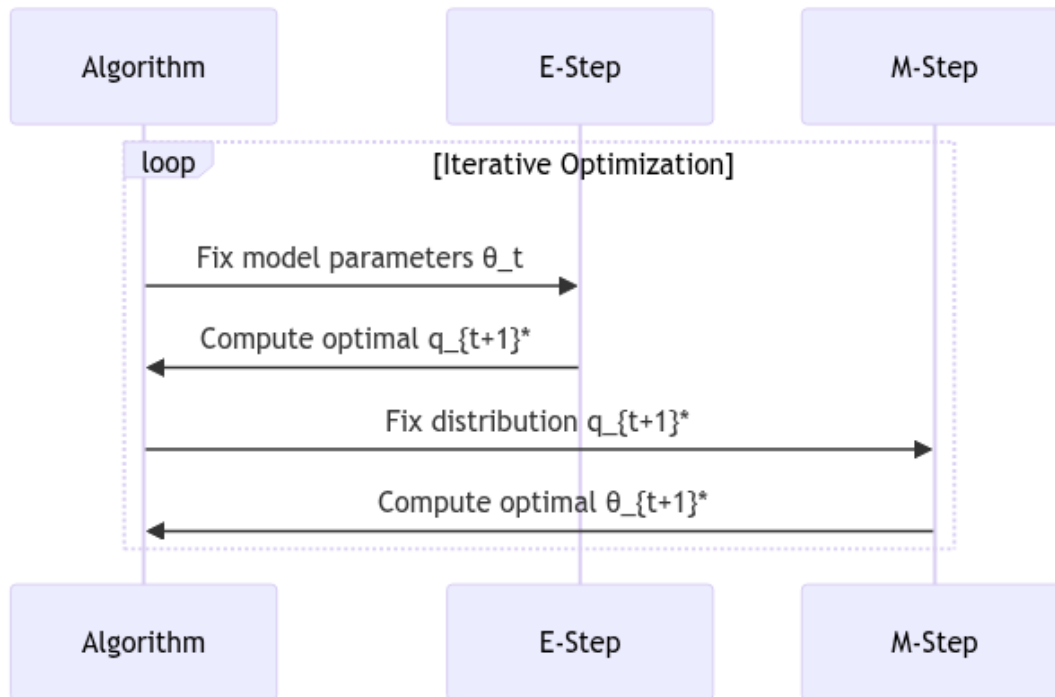 Algorithm
E-Step
M-Step
loop
[Iterative Optimization]
Fix model parameters θ_t
Compute optimal q_{t+1}*
Fix distribution q_{t+1}*
Compute optimal θ_{t+1}*
Algorithm
E-Step
M-Step